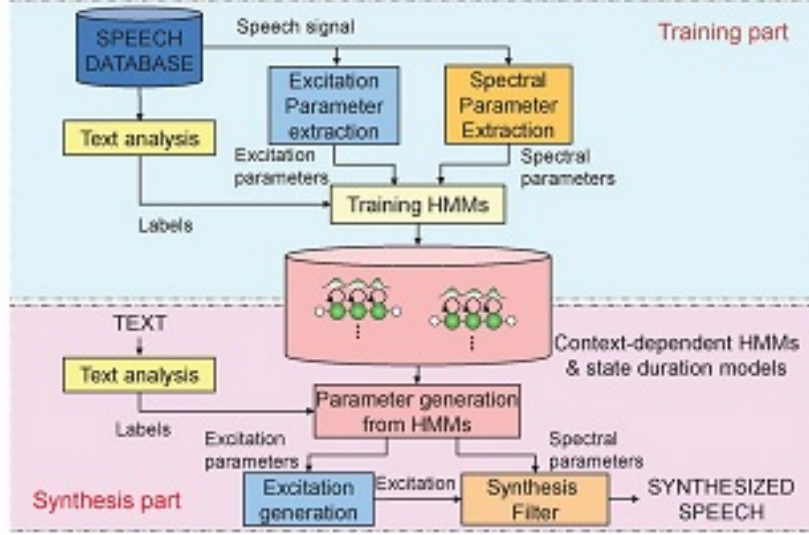 SPEECH
DATABASE
Speech signal
Training part
Excitation
Parameter
extraction
Spectral
Parameter
Extraction
Text analysis
Excitation
parameters
Spectral
parameters
Training HMMs
Labels
TEXT
Context-dependent HMMs
& state duration models
Text analysis
Parameter generation
from HMMs
Labels
Excitation
parameters
Spectral
parameters
Synthesis part
Excitation
generation
Excitation
Synthesis
Filter
SYNTHESIZED
SPEECH